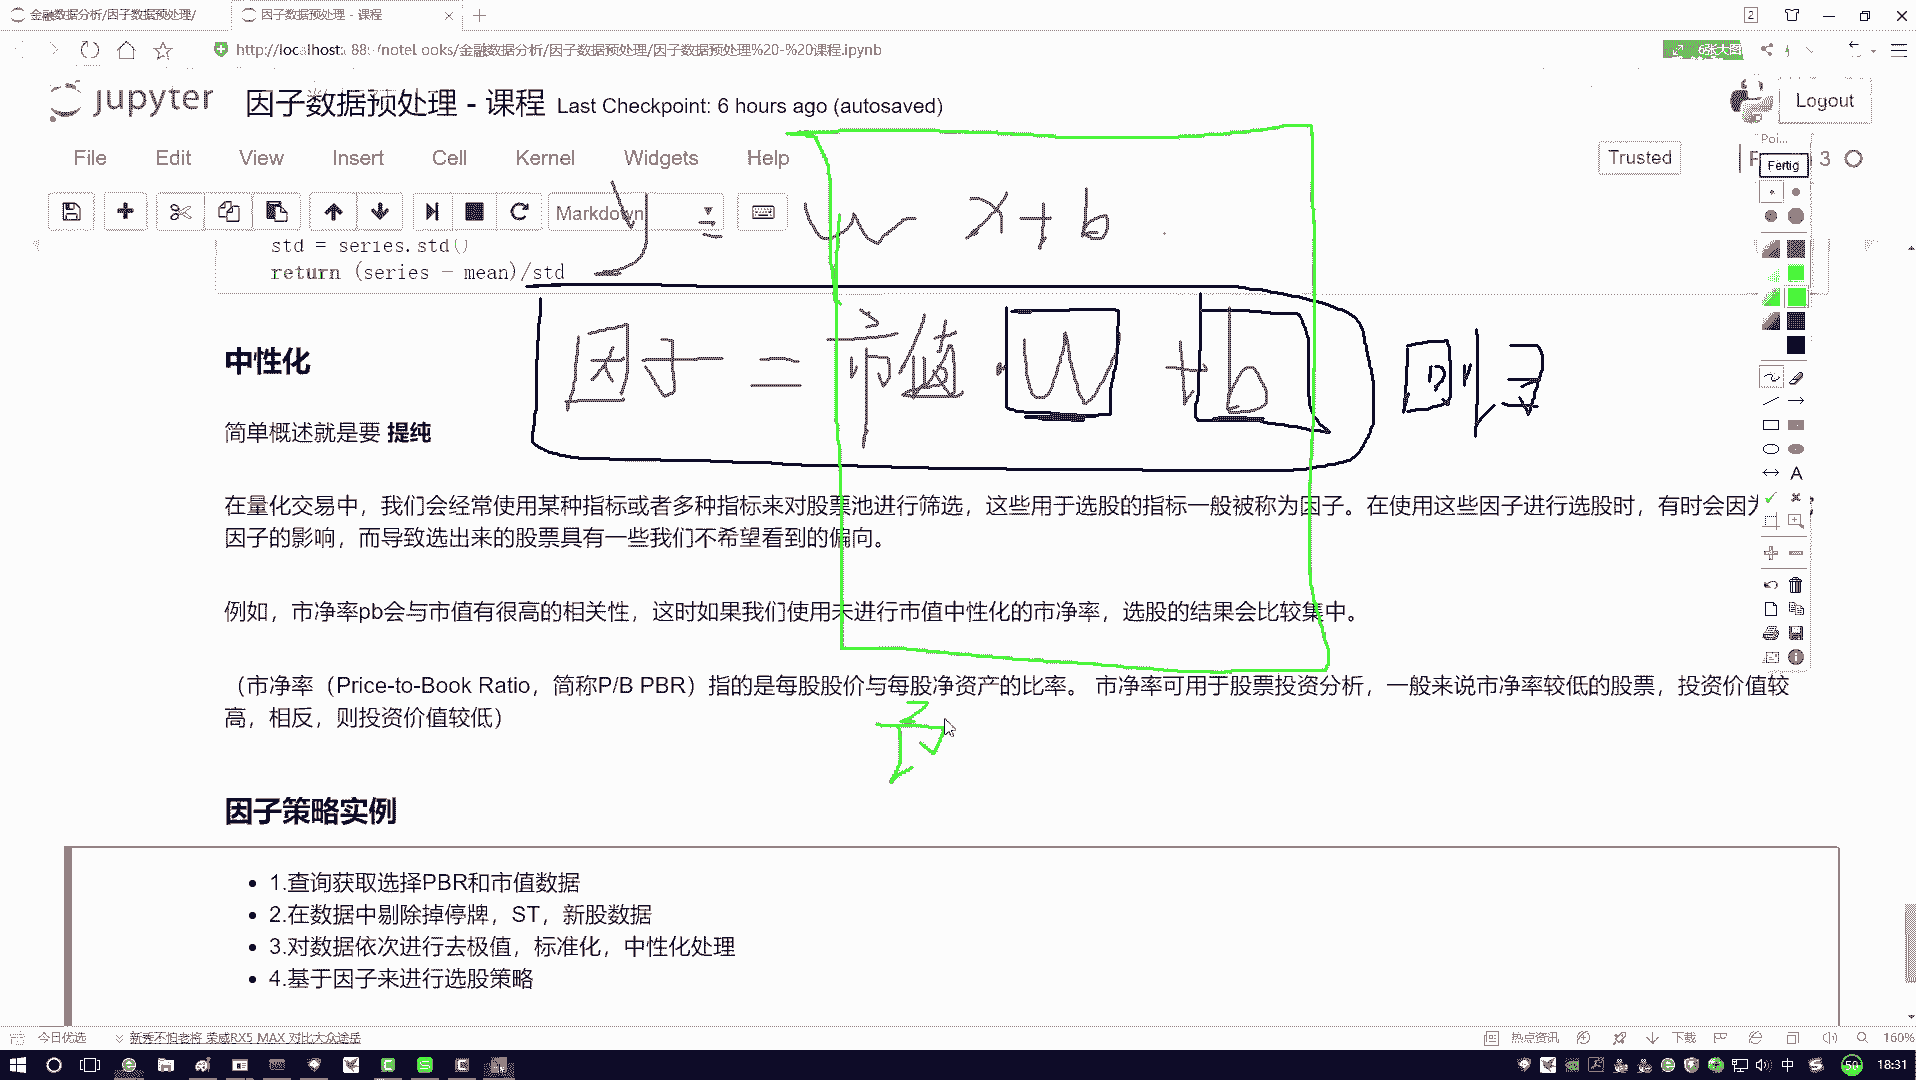 金融数据分析/因子数据预处理/
因子数据预处理 - 课程
2
/notebooks/金融数据分析/因子数据预处理/因子数据预处理%20-%20课程.ipynb
jupyter 因子数据预处理 - 课程 Last Checkpoint: 6 hours ago (autosaved)
Logout
File Edit View Insert Cell Kernel Widgets Help
Trusted
3
Fertig
Markdown
y = w x + b
std = series.std()
return (series - mean)/std
因子 = 市值 · W + b
回归
中性化
简单概述就是要 提纯
在量化交易中，我们会经常使用某种指标或者多种指标来对股票池进行筛选，这些用于选股的指标一般被称为因子。在使用这些因子进行选股时，有时会因为
因子的影响，而导致选出来的股票具有一些我们不希望看到的偏向。
例如，市净率pb会与市值有很高的相关性，这时如果我们使用未进行市值中性化的市净率，选股的结果会比较集中。
（市净率（Price-to-Book Ratio，简称P/B PBR）指的是每股股价与每股净资产的比率。 市净率可用于股票投资分析，一般来说市净率较低的股票，投资价值较
高，相反，则投资价值较低）
市
因子策略实例
1.查询获取选择PBR和市值数据
2.在数据中剔除掉停牌，ST，新股数据
3.对数据依次进行去极值，标准化，中性化处理
4.基于因子来进行选股策略
今日优选
新秀不怕老将 荣威RX5 MAX 对比大众途岳
热点资讯
下载
160%
中
18:31